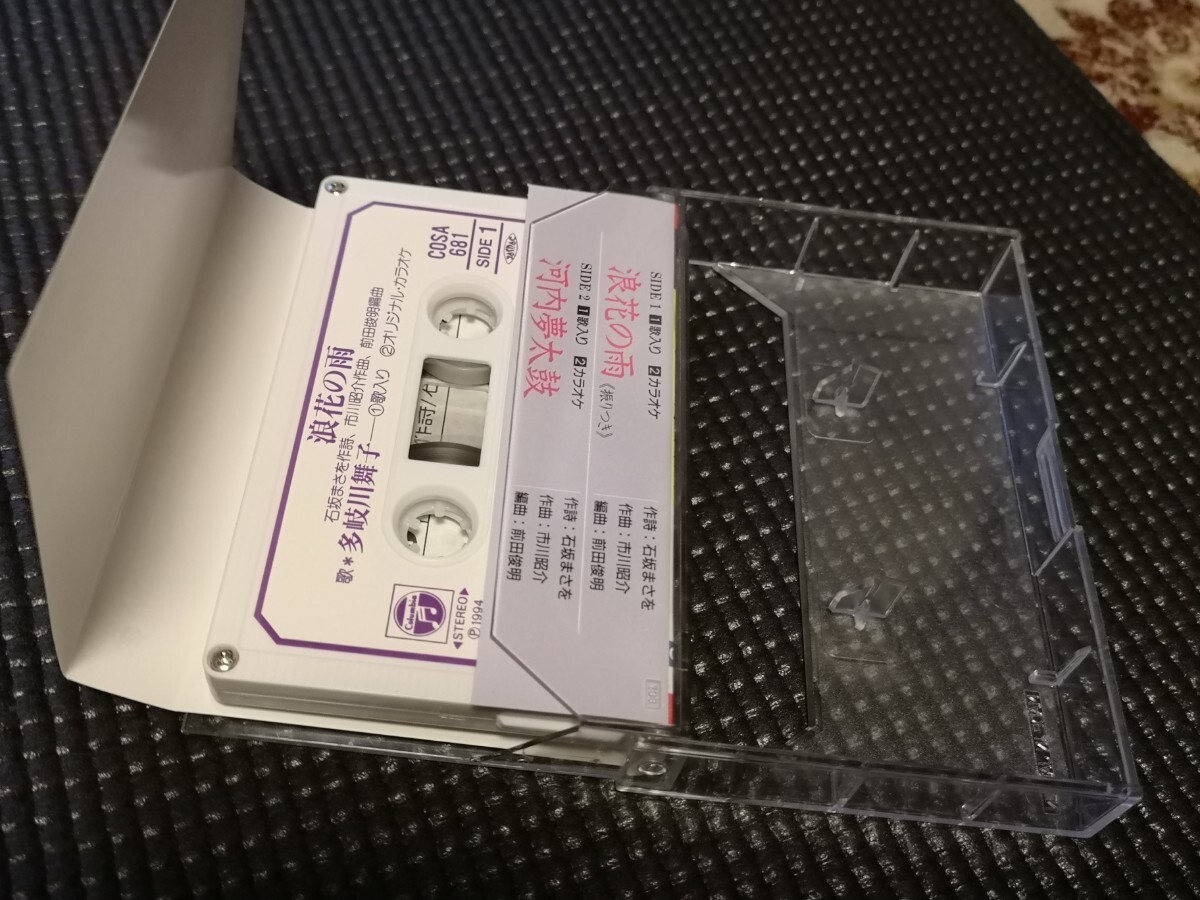 COSA
681
SIDE 1
浪花の雨
石坂まさを作詩、市川昭介作曲、前田俊明編曲
歌＊多岐川舞子──①歌入り ②オリジナル・カラオケ
Columbia
◀STEREO▶
Ⓟ1994
作詩/石
SIDE 1 1歌入り 2カラオケ
浪花の雨《振りつき》
作詩：石坂まさを
作曲：市川昭介
編曲：前田俊明
SIDE 2 1歌入り 2カラオケ
河内夢太鼓
作詩：石坂まさを
作曲：市川昭介
編曲：前田俊明